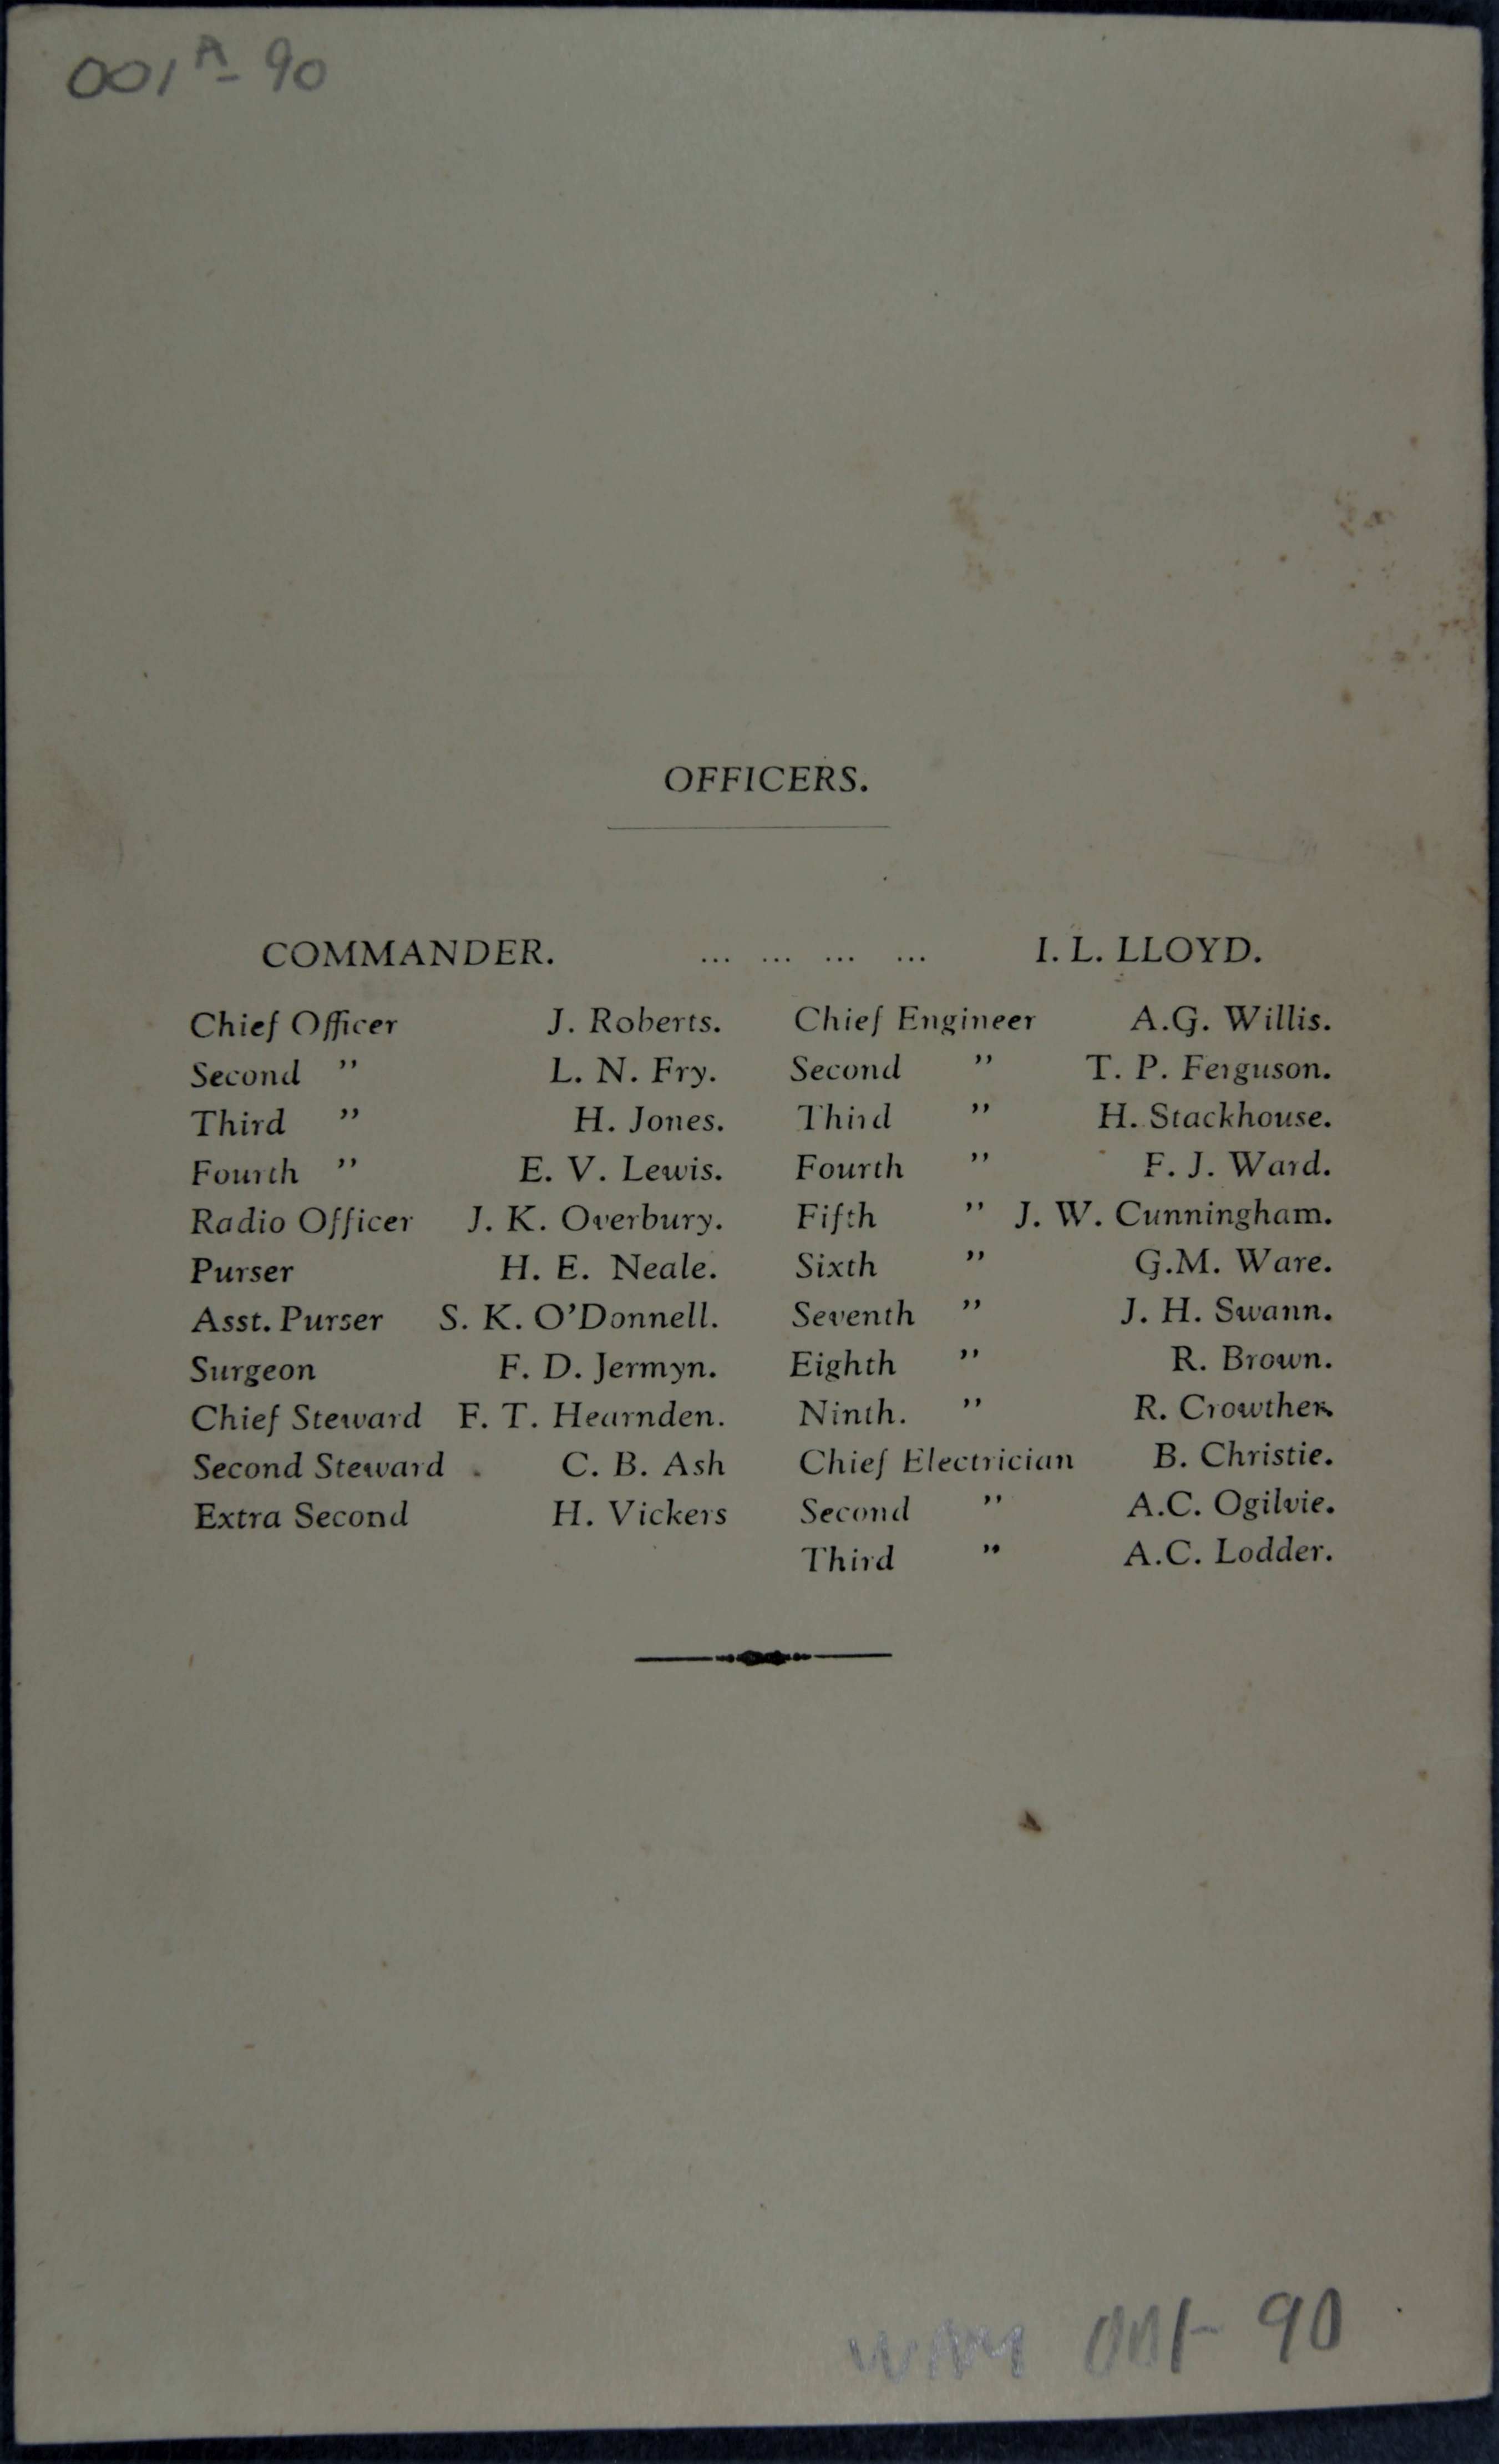 001A-90
OFFICERS.
COMMANDER. ... ... ... ... I. L. LLOYD.
Chief Officer J. Roberts.
Second " L. N. Fry.
Third " H. Jones.
Fourth " E. V. Lewis.
Radio Officer J. K. Overbury.
Purser H. E. Neale.
Asst. Purser S. K. O'Donnell.
Surgeon F. D. Jermyn.
Chief Steward F. T. Hearnden.
Second Steward . C. B. Ash
Extra Second H. Vickers
Chief Engineer A.G. Willis.
Second " T. P. Ferguson.
Third " H. Stackhouse.
Fourth " F. J. Ward.
Fifth " J. W. Cunningham.
Sixth " G.M. Ware.
Seventh " J. H. Swann.
Eighth " R. Brown.
Ninth. " R. Crowther.
Chief Electrician B. Christie.
Second " A.C. Ogilvie.
Third " A.C. Lodder.
001-90